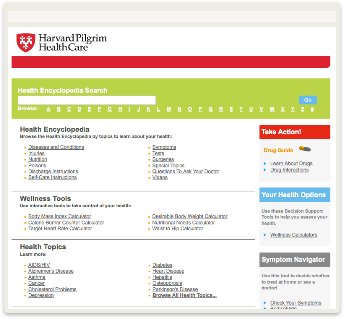 Harvard Pilgrim
HealthCare
Health Encyclopedia Search
Go
Browse: A B C D E F G H I J K L M N O P Q R S T U V W X Y Z #
Health Encyclopedia
Browse the Health Encyclopedia by topics to learn about your health:
Diseases and Conditions
Injuries
Nutrition
Poisons
Discharge Instructions
Self-Care Instructions
Symptoms
Tests
Surgeries
Special Topics
Questions To Ask Your Doctor
Videos
Wellness Tools
Use interactive tools to take control of your health:
Body Mass Index Calculator
Calorie Burner Counter Calculator
Target Heart Rate Calculator
Desirable Body Weight Calculator
Nutritional Needs Calculator
Waist to Hip Calculator
Health Topics
Learn more:
AIDS/HIV
Alzheimer's Disease
Asthma
Cancer
Cholesterol Problems
Depression
Diabetes
Heart Disease
Hepatitis
Osteoporosis
Parkinson's Disease
Browse All Health Topics...
Take Action!
Drug Guide
Learn About Drugs
Drug Interactions
Your Health Options
Use these Decision Support
Tools to help you assess your
health.
Wellness Calculators
Symptom Navigator
Use this tool to decide whether
to treat at home or see a
doctor!
Check Your Symptoms